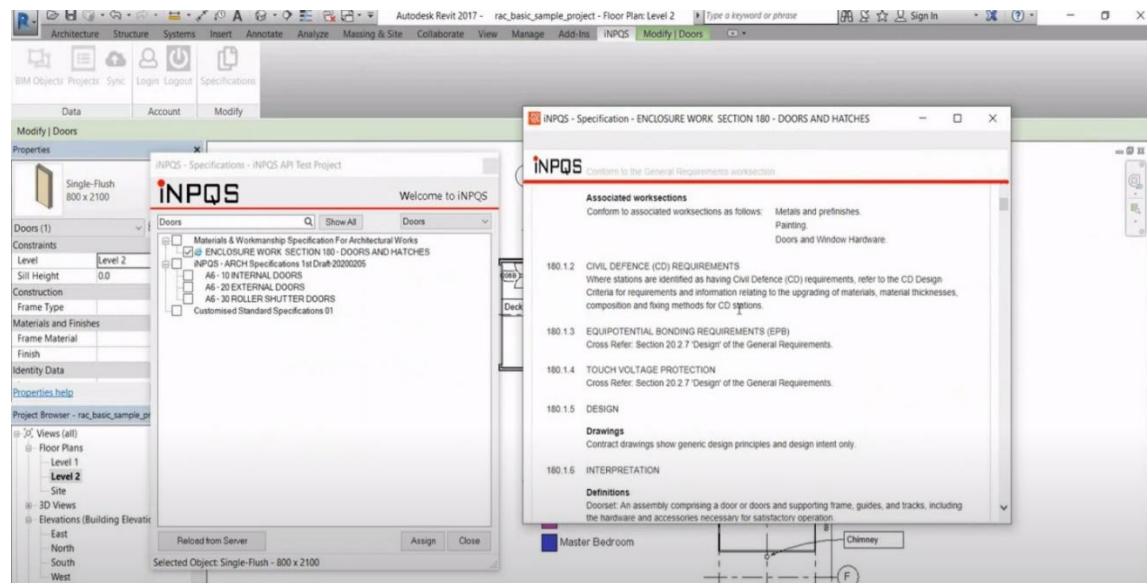 Autodesk Revit 2017 - rac_basic_sample_project - Floor Plan: Level 2
Type a keyword or phrase
Sign In
Architecture Structure Systems Insert Annotate Analyze Massing & Site Collaborate View Manage Add-Ins iNPQS Modify | Doors
BIM Objects Projects Sync Login Logout Specifications
Data Account Modify
Modify | Doors
Properties
Single-Flush
800 x 2100
Doors (1)
Constraints
Level Level 2
Sill Height 0.0
Construction
Frame Type
Materials and Finishes
Frame Material
Finish
Identity Data
Properties help
Project Browser - rac_basic_sample_pr
Views (all)
Floor Plans
Level 1
Level 2
Site
3D Views
Elevations (Building Elevatio
East
North
South
West
iNPQS - Specifications - iNPQS API Test Project
iNPQS
Welcome to iNPQS
Doors Show All Doors
Materials & Workmanship Specification For Architectural Works
ENCLOSURE WORK SECTION 180 - DOORS AND HATCHES
iNPQS - ARCH Specifications 1st Draft-20200205
A6 - 10 INTERNAL DOORS
A6 - 20 EXTERNAL DOORS
A6 - 30 ROLLER SHUTTER DOORS
Customised Standard Specifications 01
Reload from Server Assign Close
Selected Object: Single-Flush - 800 x 2100
iNPQS - Specification - ENCLOSURE WORK SECTION 180 - DOORS AND HATCHES
iNPQS
Conform to the General Requirements worksection
Associated worksections
Conform to associated worksections as follows: Metals and prefinishes.
Painting.
Doors and Window Hardware.
180.1.2 CIVIL DEFENCE (CD) REQUIREMENTS
Where stations are identified as having Civil Defence (CD) requirements, refer to the CD Design
Criteria for requirements and information relating to the upgrading of materials, material thicknesses,
composition and fixing methods for CD stations.
180.1.3 EQUIPOTENTIAL BONDING REQUIREMENTS (EPB)
Cross Refer: Section 20.2.7 'Design' of the General Requirements.
180.1.4 TOUCH VOLTAGE PROTECTION
Cross Refer: Section 20.2.7 'Design' of the General Requirements.
180.1.5 DESIGN
Drawings
Contract drawings show generic design principles and design intent only.
180.1.6 INTERPRETATION
Definitions
Doorset: An assembly comprising a door or doors and supporting frame, guides, and tracks, including
the hardware and accessories necessary for satisfactory operation.
Deck
Master Bedroom
Chimney
F